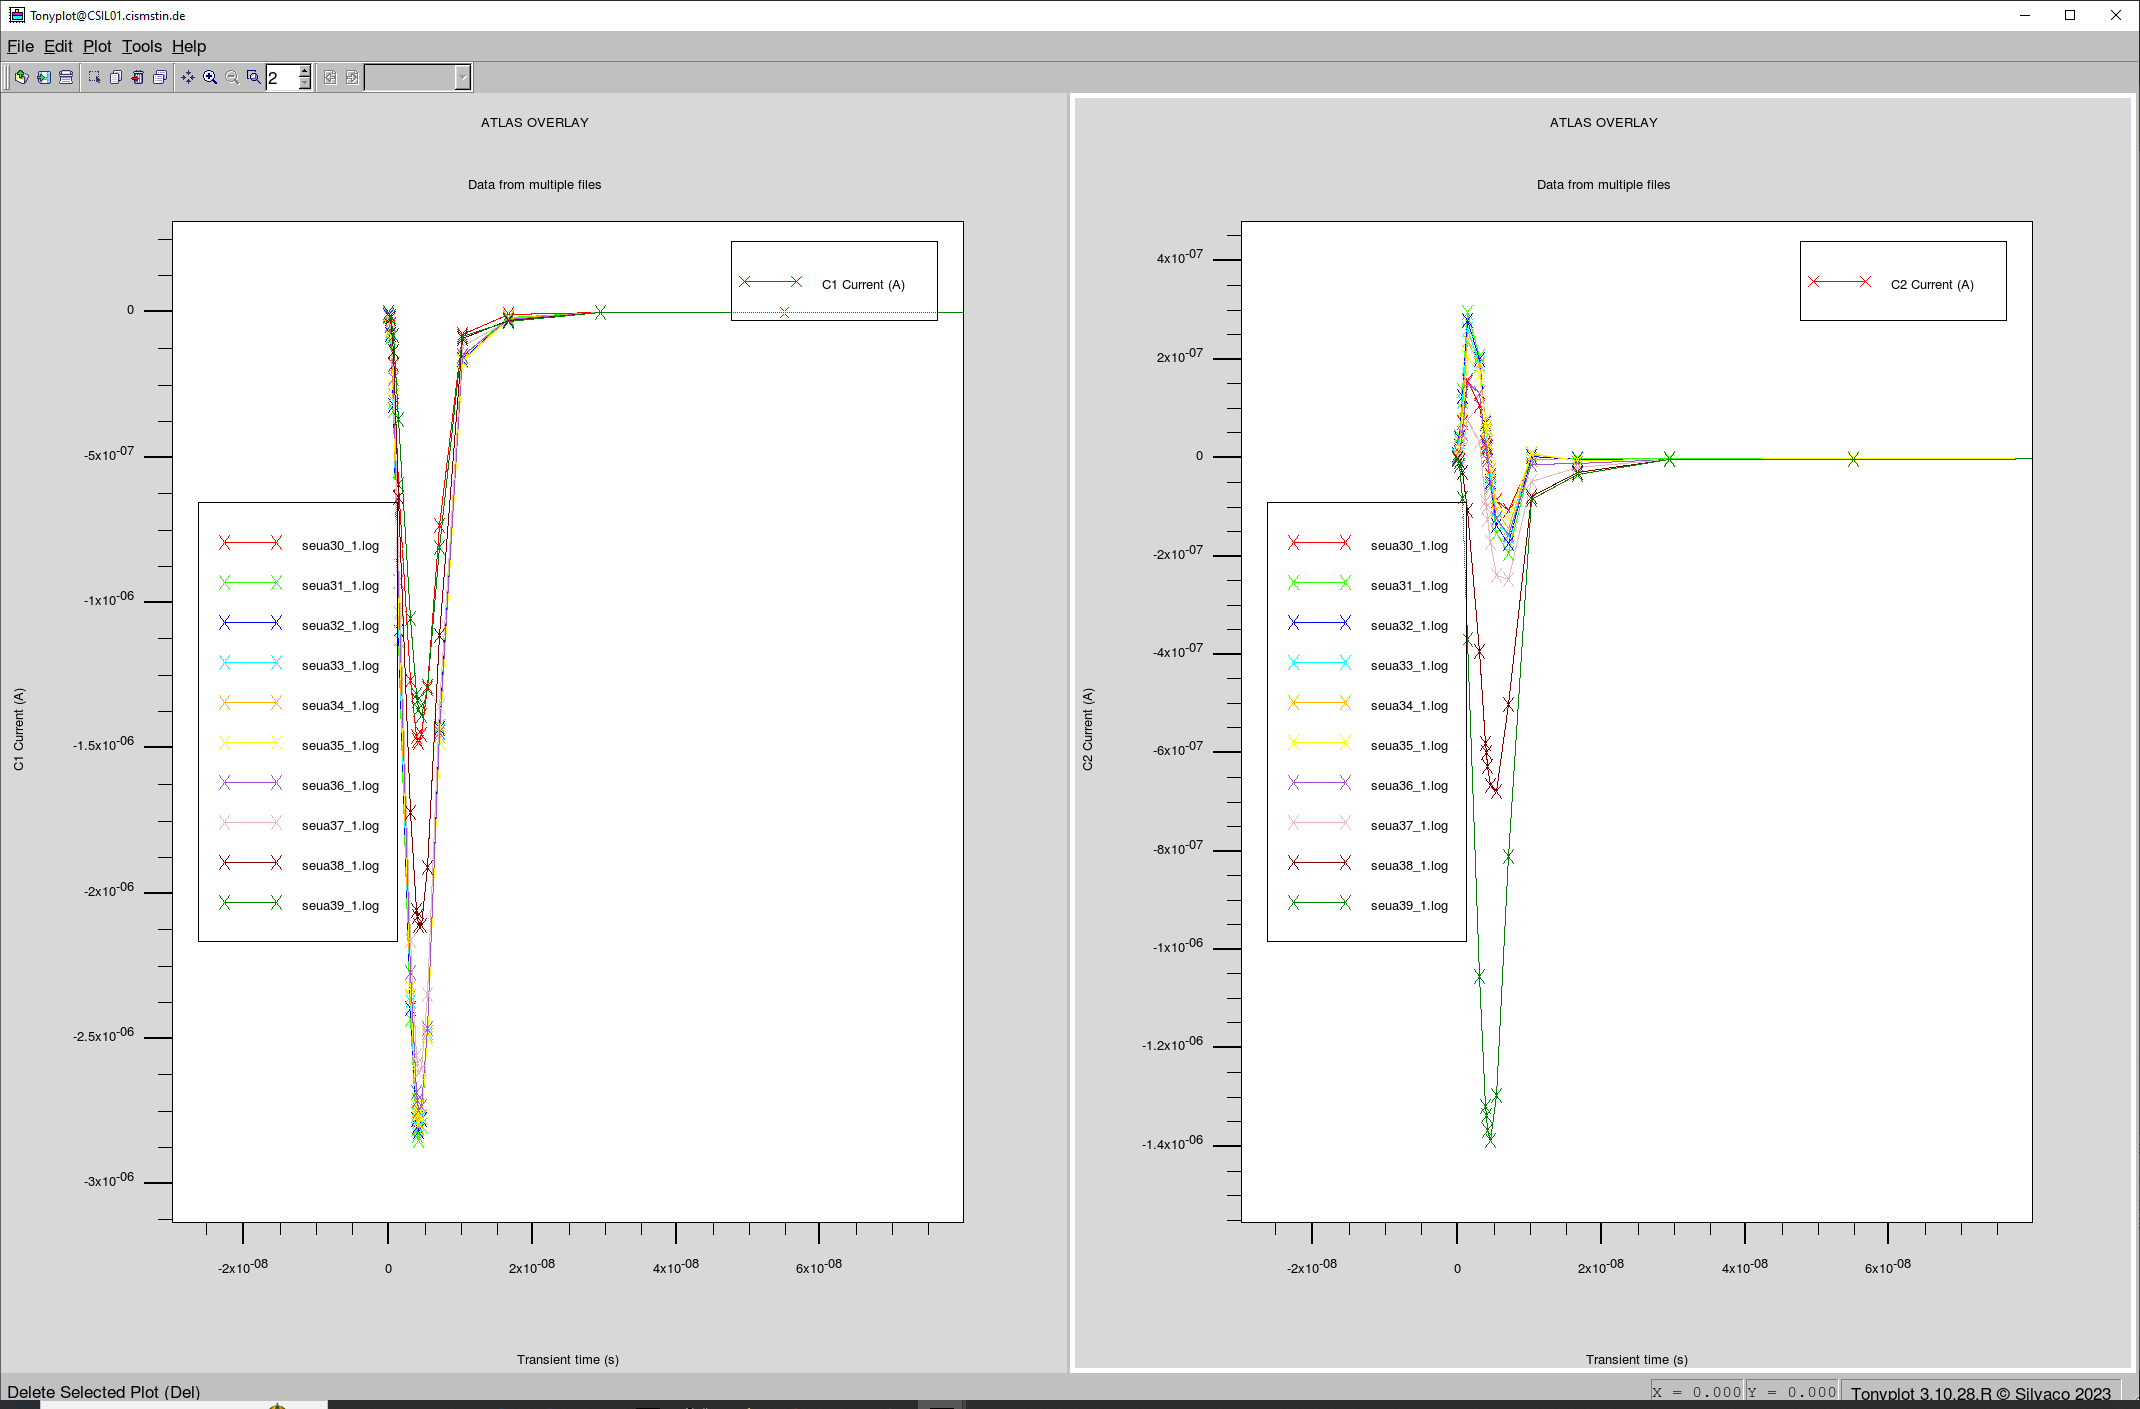 Tonyplot@CSIL01.cismstin.de
File Edit Plot Tools Help
2
ATLAS OVERLAY
Data from multiple files
C1 Current (A)
0
-5x10-07
-1x10-06
-1.5x10-06
-2x10-06
-2.5x10-06
-3x10-06
C1 Current (A)
seua30_1.log
seua31_1.log
seua32_1.log
seua33_1.log
seua34_1.log
seua35_1.log
seua36_1.log
seua37_1.log
seua38_1.log
seua39_1.log
-2x10-08 0 2x10-08 4x10-08 6x10-08
Transient time (s)
ATLAS OVERLAY
Data from multiple files
C2 Current (A)
4x10-07
2x10-07
0
-2x10-07
-4x10-07
-6x10-07
-8x10-07
-1x10-06
-1.2x10-06
-1.4x10-06
C2 Current (A)
seua30_1.log
seua31_1.log
seua32_1.log
seua33_1.log
seua34_1.log
seua35_1.log
seua36_1.log
seua37_1.log
seua38_1.log
seua39_1.log
-2x10-08 0 2x10-08 4x10-08 6x10-08
Transient time (s)
Delete Selected Plot (Del)
X = 0.000 Y = 0.000 Tonyplot 3.10.28.R © Silvaco 2023